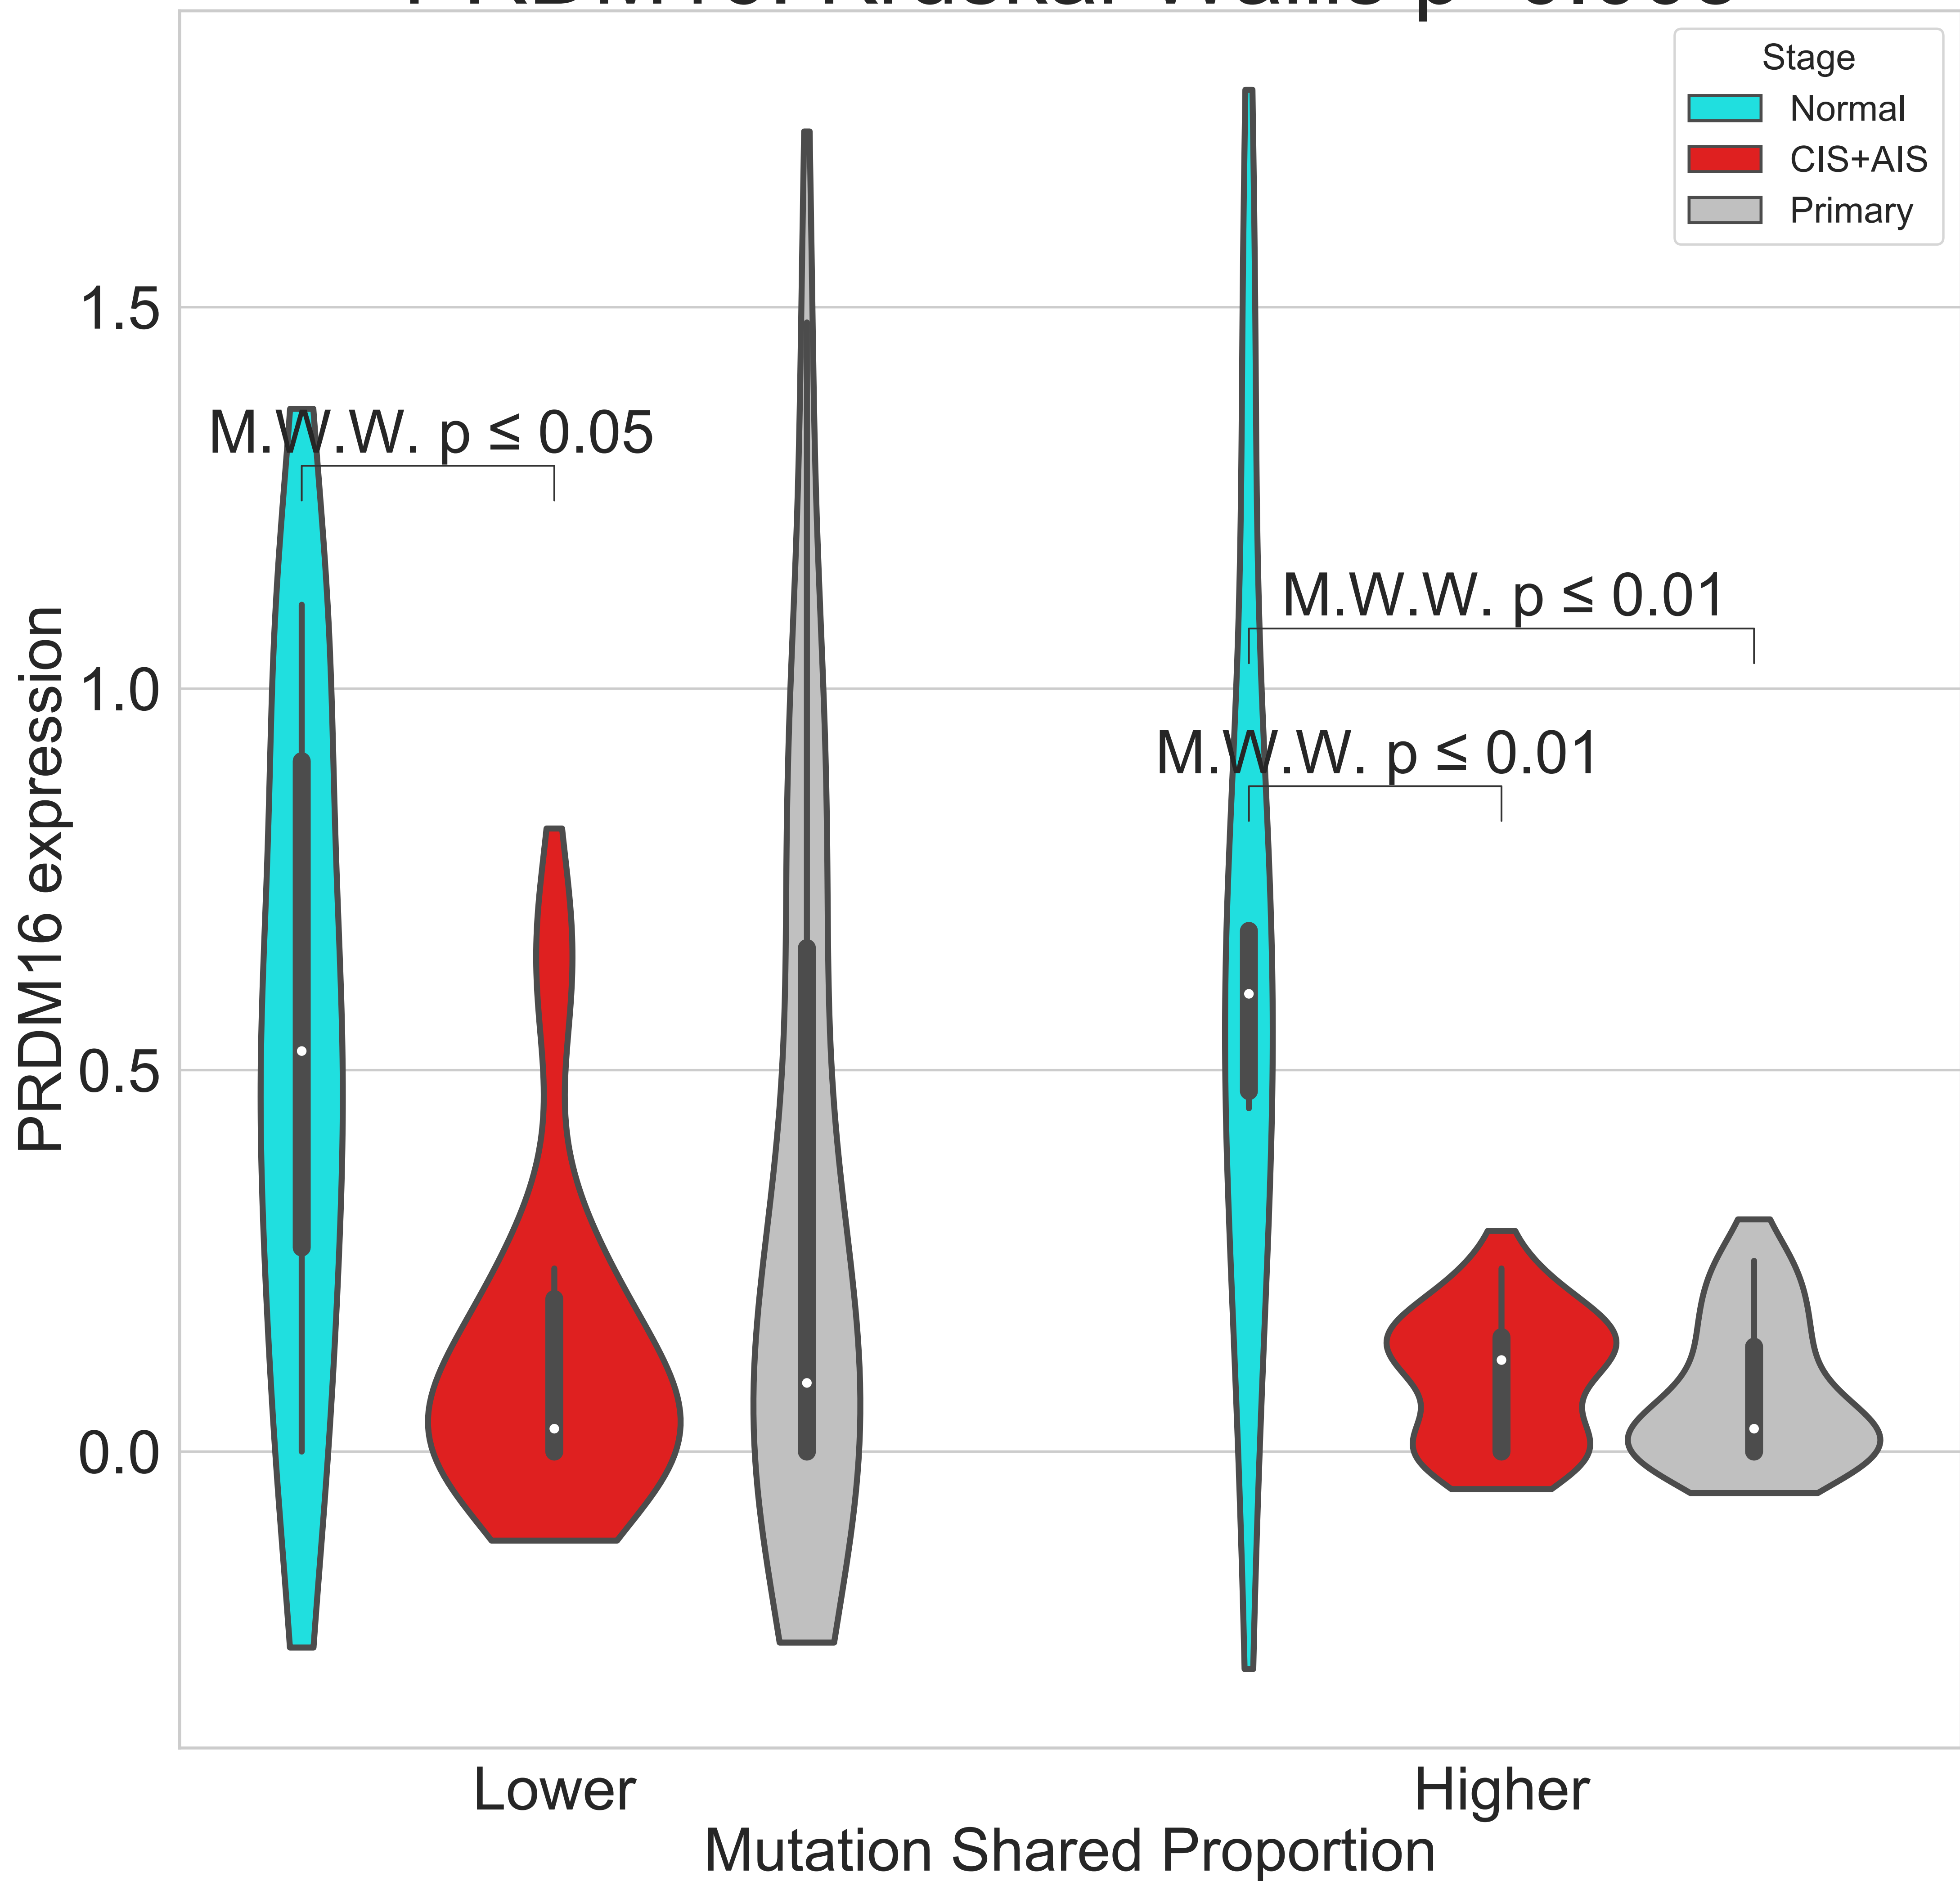 Stage
Normal
CIS+AIS
Primary
1.5
M.W.W. p ≤ 0.05
M.W.W. p ≤ 0.01
1.0
M.W.W. p ≤ 0.01
0.5
0.0
PRDM16 expression
Lower
Higher
Mutation Shared Proportion